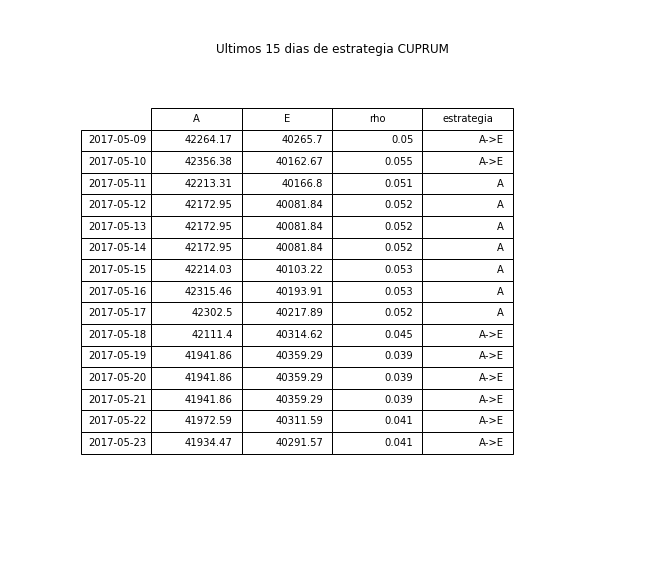 Ultimos 15 dias de estrategia CUPRUM
A E rho estrategia
2017-05-09 42264.17 40265.7 0.05 A->E
2017-05-10 42356.38 40162.67 0.055 A->E
2017-05-11 42213.31 40166.8 0.051 A
2017-05-12 42172.95 40081.84 0.052 A
2017-05-13 42172.95 40081.84 0.052 A
2017-05-14 42172.95 40081.84 0.052 A
2017-05-15 42214.03 40103.22 0.053 A
2017-05-16 42315.46 40193.91 0.053 A
2017-05-17 42302.5 40217.89 0.052 A
2017-05-18 42111.4 40314.62 0.045 A->E
2017-05-19 41941.86 40359.29 0.039 A->E
2017-05-20 41941.86 40359.29 0.039 A->E
2017-05-21 41941.86 40359.29 0.039 A->E
2017-05-22 41972.59 40311.59 0.041 A->E
2017-05-23 41934.47 40291.57 0.041 A->E